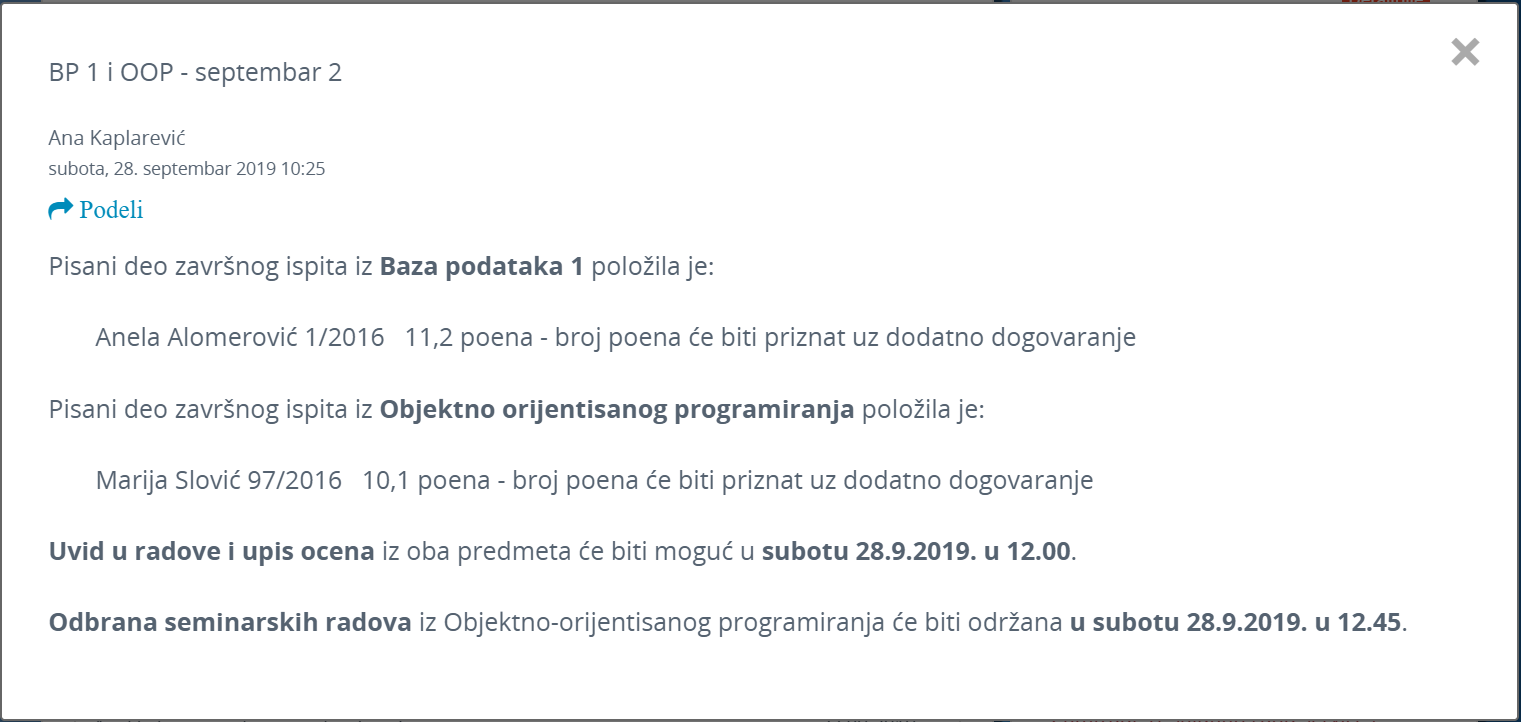 BP 1 i OOP - septembar 2
Ana Kaplarević
subota, 28. septembar 2019 10:25
Podeli
Pisani deo završnog ispita iz Baza podataka 1 položila je:
Anela Alomerović 1/2016 11,2 poena - broj poena će biti priznat uz dodatno dogovaranje
Pisani deo završnog ispita iz Objektno orijentisanog programiranja položila je:
Marija Slović 97/2016 10,1 poena - broj poena će biti priznat uz dodatno dogovaranje
Uvid u radove i upis ocena iz oba predmeta će biti moguć u subotu 28.9.2019. u 12.00.
Odbrana seminarskih radova iz Objektno-orijentisanog programiranja će biti održana u subotu 28.9.2019. u 12.45.